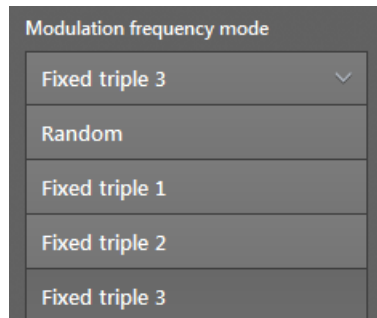 Modulation frequency mode
Fixed triple 3
Random
Fixed triple 1
Fixed triple 2
Fixed triple 3